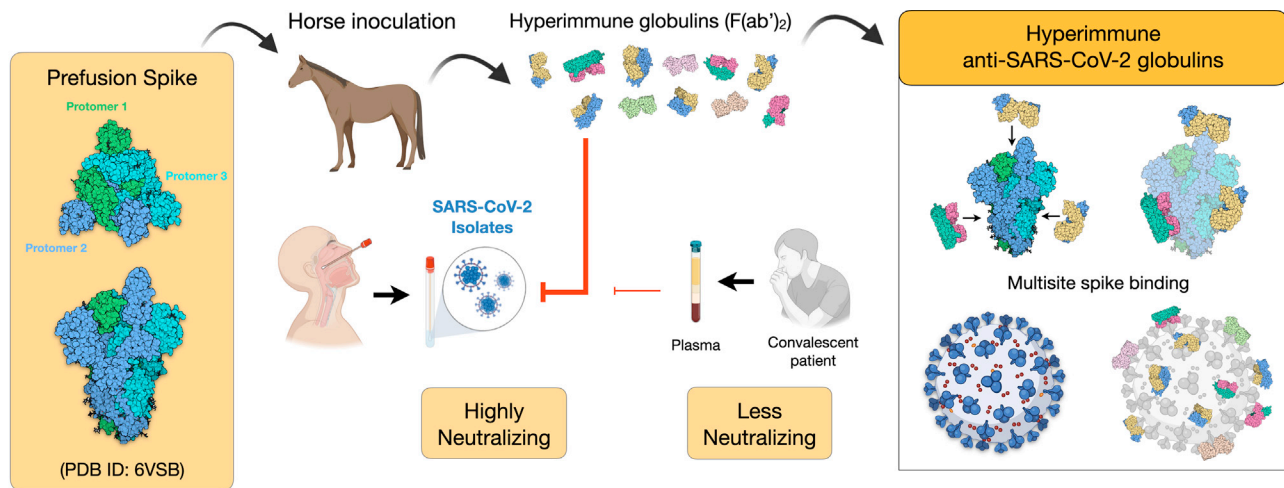 Prefusion Spike
Protomer 1
Protomer 3
Protomer 2
(PDB ID: 6VSB)
Horse inoculation
Hyperimmune globulins (F(ab’)₂)
SARS-CoV-2
Isolates
Plasma
Convalescent
patient
Highly
Neutralizing
Less
Neutralizing
Hyperimmune
anti-SARS-CoV-2 globulins
Multisite spike binding